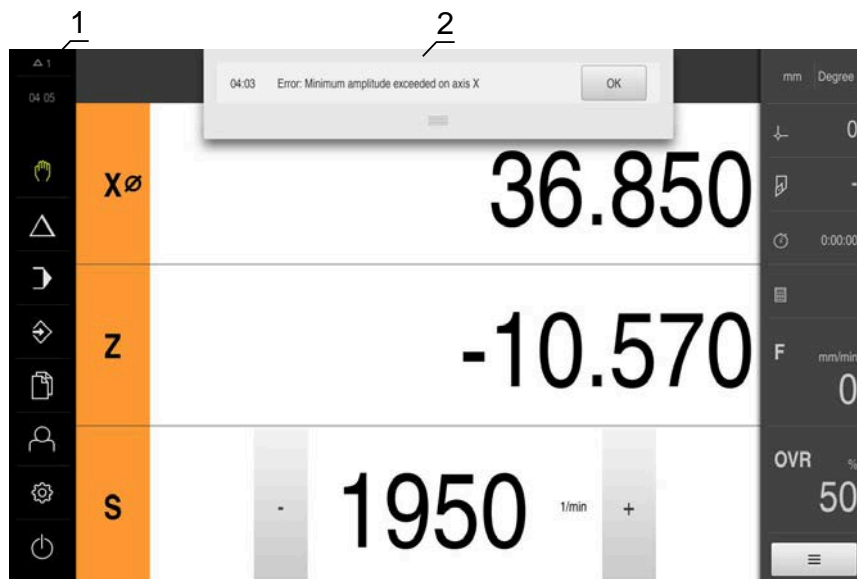 1
2
1
04 05
04:03 Error: Minimum amplitude exceeded on axis X OK
mm Degree
X Ø 36.850
0
-
0:00:00
Z -10.570
F mm/min
0
S - 1950 1/min +
OVR %
50